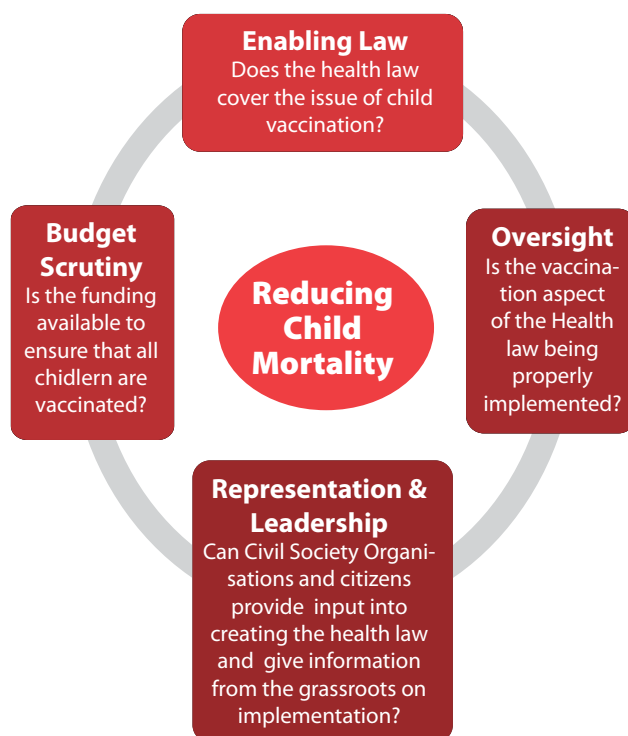 Enabling Law
Does the health law
cover the issue of child
vaccination?
Budget
Scrutiny
Is the funding
available to
ensure that all
chidlern are
vaccinated?
Reducing
Child
Mortality
Oversight
Is the vaccina-
tion aspect
of the Health
law being
properly
implemented?
Representation &
Leadership
Can Civil Society Organi-
sations and citizens
provide input into
creating the health law
and give information
from the grassroots on
implementation?